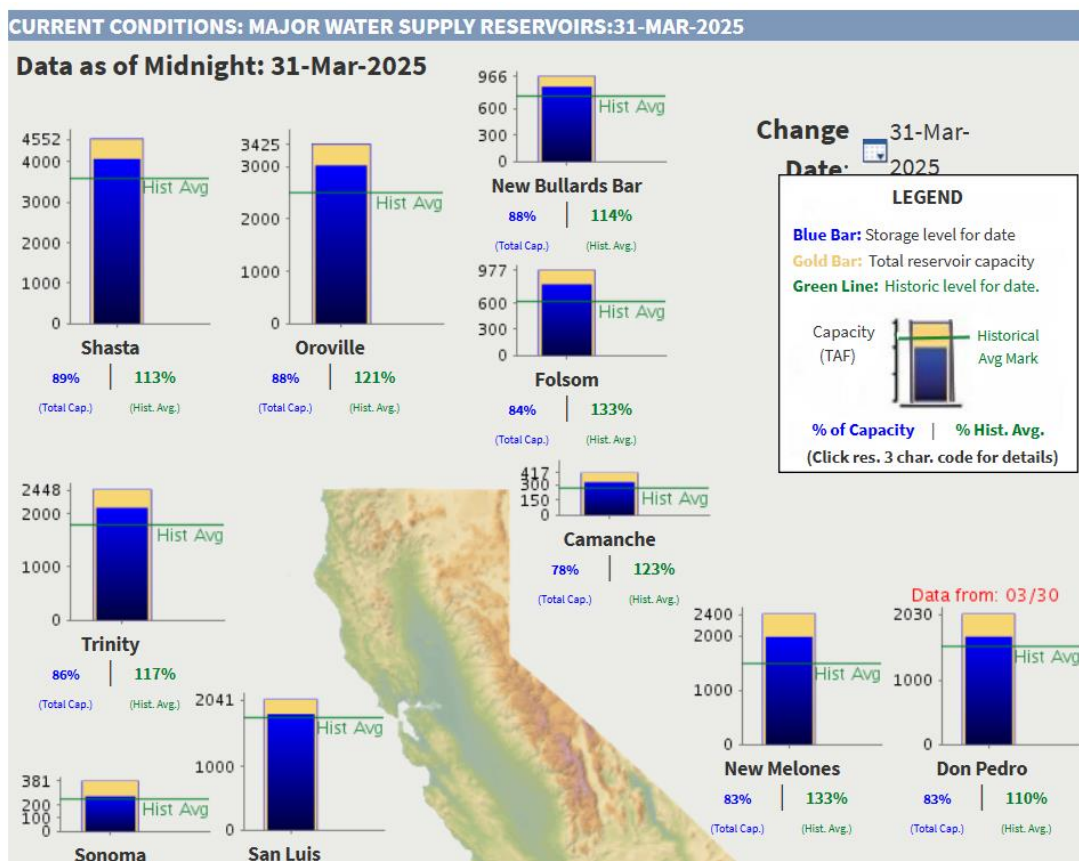 CURRENT CONDITIONS: MAJOR WATER SUPPLY RESERVOIRS:31-MAR-2025
Data as of Midnight: 31-Mar-2025
Change Date:
31-Mar-2025
LEGEND
Blue Bar: Storage level for date
Gold Bar: Total reservoir capacity
Green Line: Historic level for date.
Capacity
(TAF)
Historical
Avg Mark
% of Capacity | % Hist. Avg.
(Click res. 3 char. code for details)
4552
4000
3000
2000
1000
0
Hist Avg
Shasta
89% | 113%
(Total Cap.) (Hist. Avg.)
3425
3000
2000
1000
0
Hist Avg
Oroville
88% | 121%
(Total Cap.) (Hist. Avg.)
966
600
300
0
Hist Avg
New Bullards Bar
88% | 114%
(Total Cap.) (Hist. Avg.)
977
600
300
0
Hist Avg
Folsom
84% | 133%
(Total Cap.) (Hist. Avg.)
417
300
150
0
Hist Avg
Camanche
78% | 123%
(Total Cap.) (Hist. Avg.)
2448
2000
1000
0
Hist Avg
Trinity
86% | 117%
(Total Cap.) (Hist. Avg.)
2400
2000
1000
0
Hist Avg
New Melones
83% | 133%
(Total Cap.) (Hist. Avg.)
Data from: 03/30
2030
1000
0
Hist Avg
Don Pedro
83% | 110%
(Total Cap.) (Hist. Avg.)
381
200
100
0
Hist Avg
Sonoma
2041
1000
0
Hist Avg
San Luis